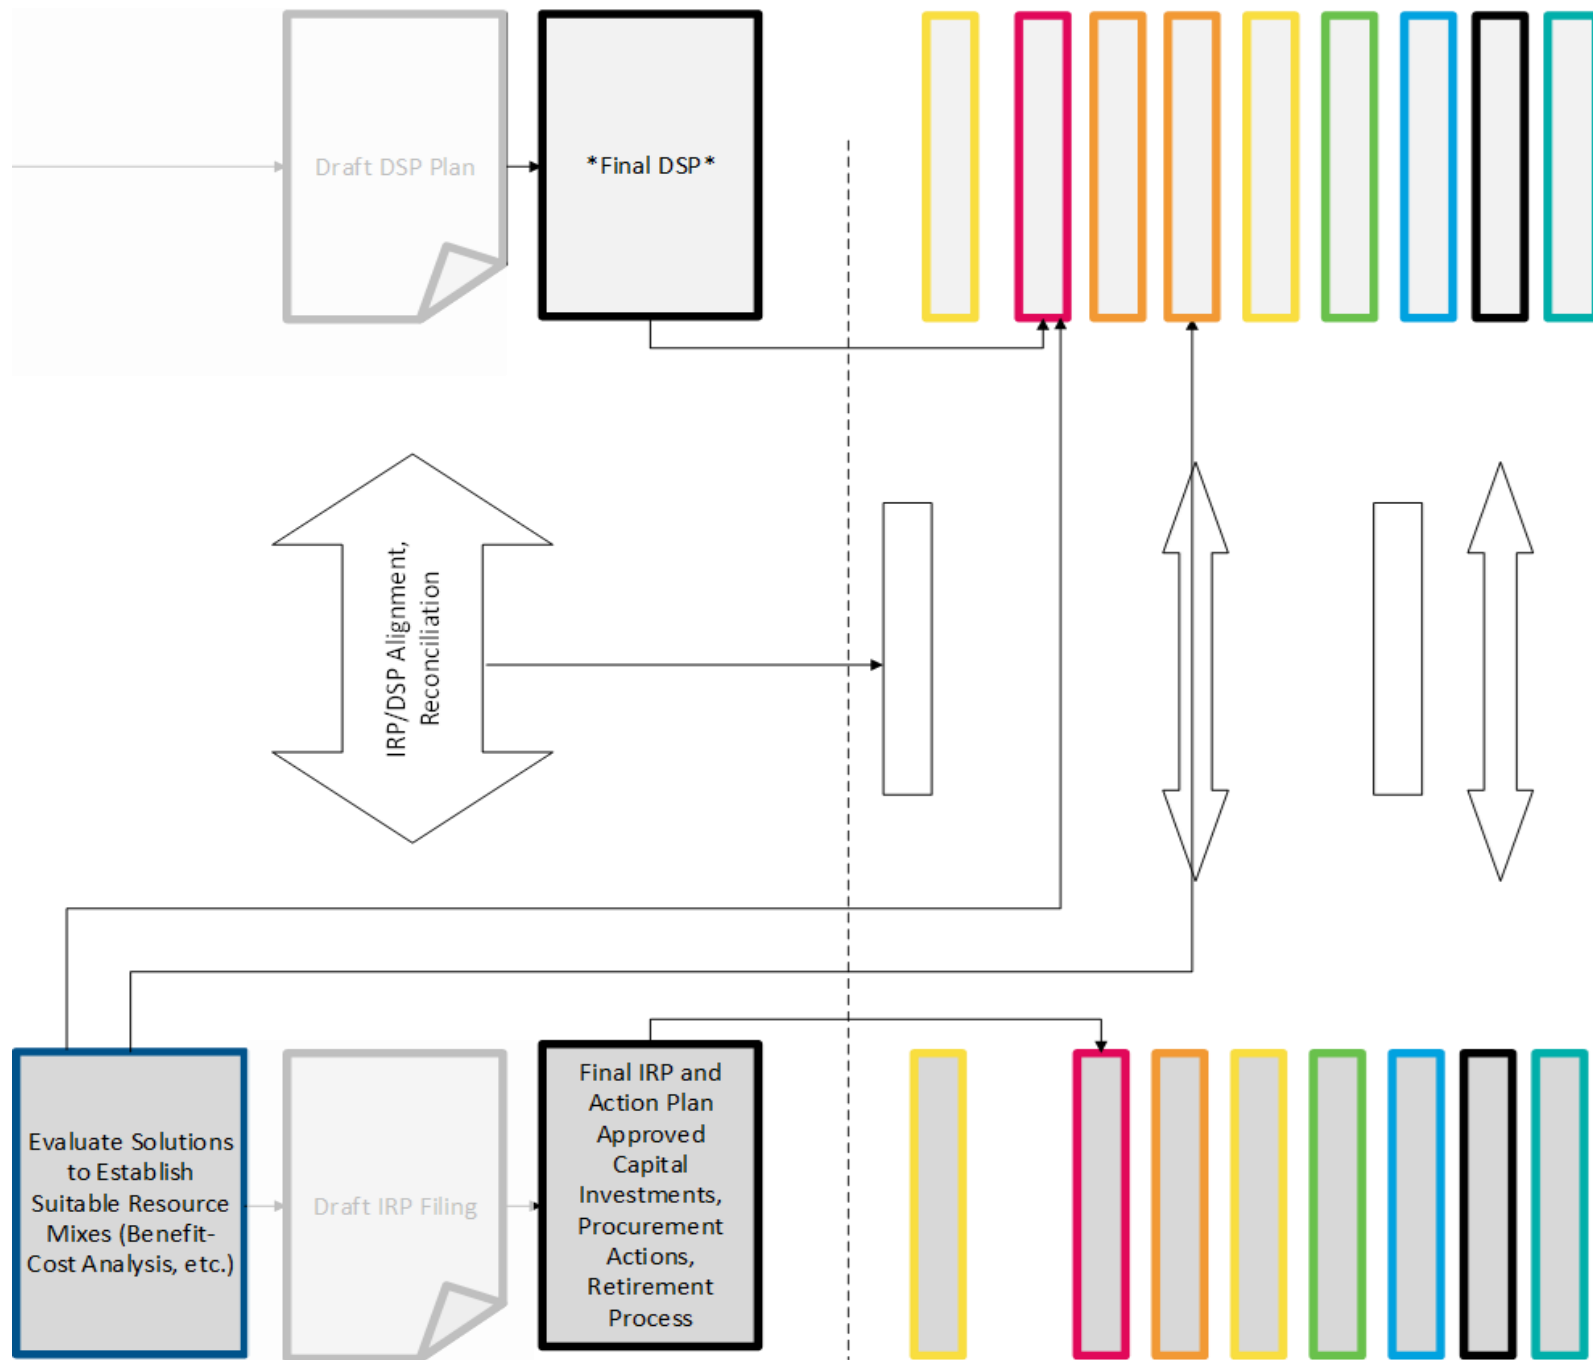 Draft DSP Plan
*Final DSP*
IRP/DSP Alignment,
Reconciliation
Evaluate Solutions
to Establish
Suitable Resource
Mixes (Benefit-
Cost Analysis, etc.)
Draft IRP Filing
Final IRP and
Action Plan
Approved
Capital
Investments,
Procurement
Actions,
Retirement
Process